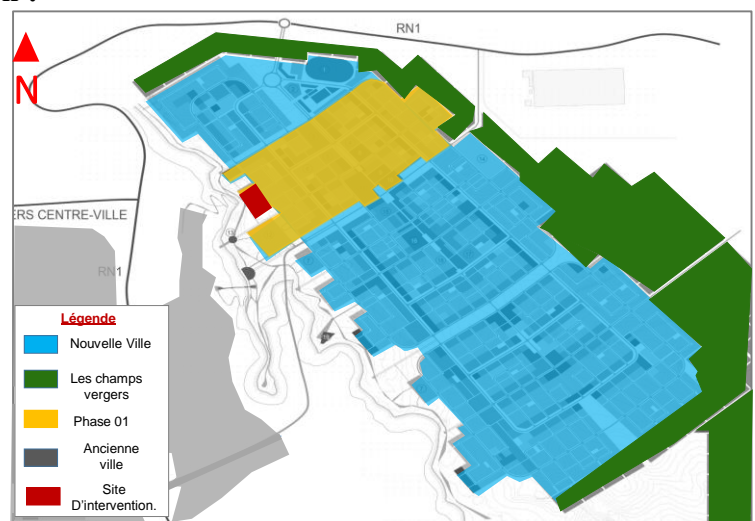 RN1
N
ERS CENTRE-VILLE
RN1
Légende
Nouvelle Ville
Les champs
vergers
Phase 01
Ancienne
ville
Site
D'intervention.